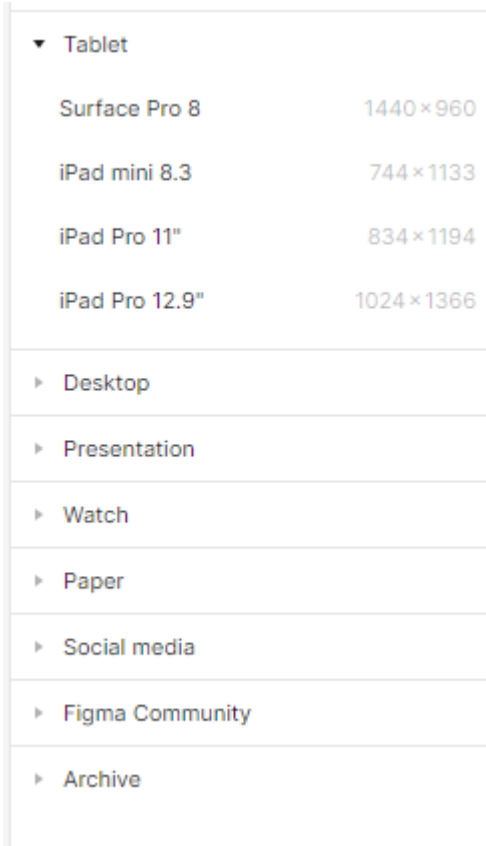 Tablet
Surface Pro 8 1440×960
iPad mini 8.3 744×1133
iPad Pro 11" 834×1194
iPad Pro 12.9" 1024×1366
Desktop
Presentation
Watch
Paper
Social media
Figma Community
Archive